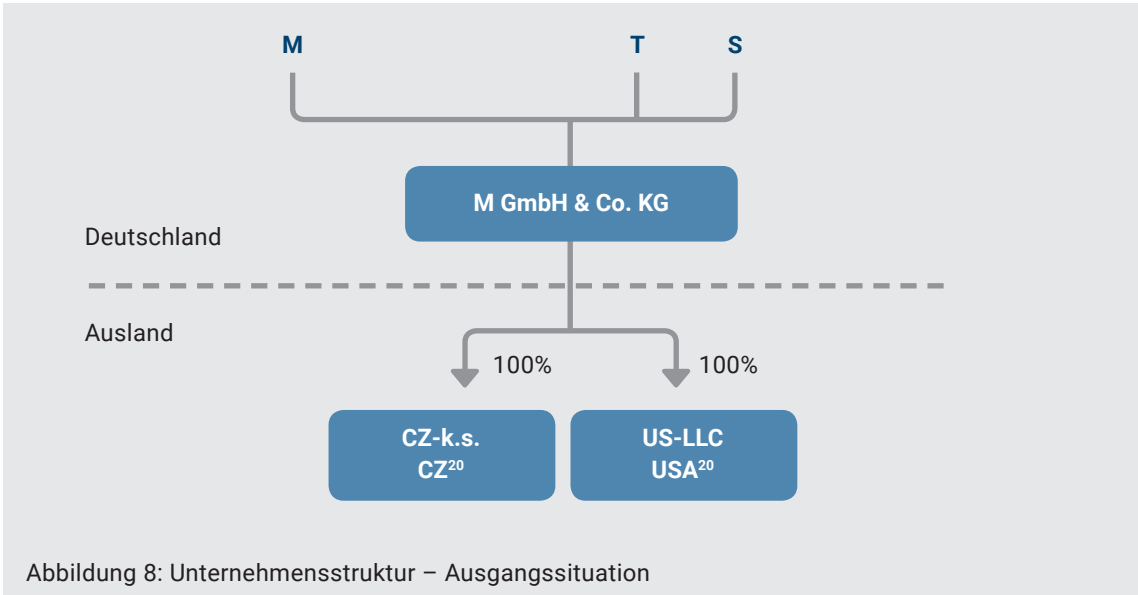 M T S
M GmbH & Co. KG
Deutschland
Ausland
100% 100%
CZ-k.s.
CZ²⁰
US-LLC
USA²⁰
Abbildung 8: Unternehmensstruktur – Ausgangssituation